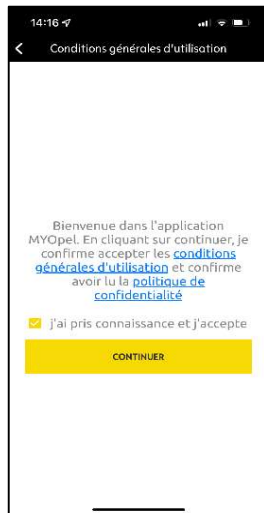 14:16
Conditions générales d'utilisation
Bienvenue dans l'application
MYOpel. En cliquant sur continuer, je
confirme accepter les conditions
générales d'utilisation et confirme
avoir lu la politique de
confidentialité
j'ai pris connaissance et j'accepte
CONTINUER